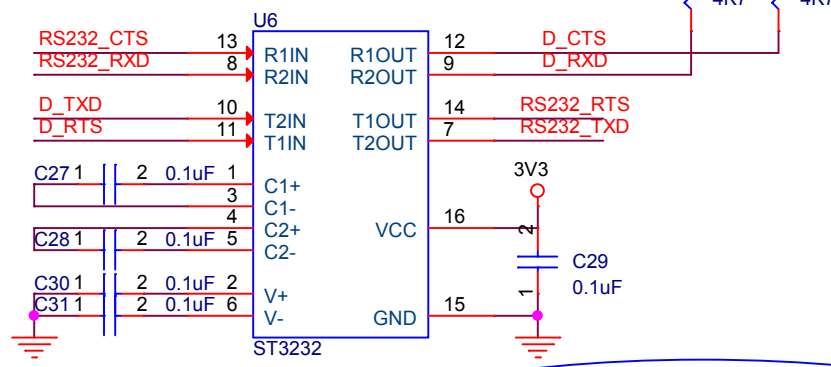 4K7 4K7
U6
RS232_CTS 13 R1IN R1OUT 12 D_CTS
RS232_RXD 8 R2IN R2OUT 9 D_RXD
D_TXD 10 T2IN T1OUT 14 RS232_RTS
D_RTS 11 T1IN T2OUT 7 RS232_TXD
C27 1 2 0.1uF 1 C1+ 3V3
3 C1-
4 C2+ VCC 16 2
C28 1 2 0.1uF 5 C2- C29
C30 1 2 0.1uF 2 V+ 1 0.1uF
C31 1 2 0.1uF 6 V- GND 15
ST3232